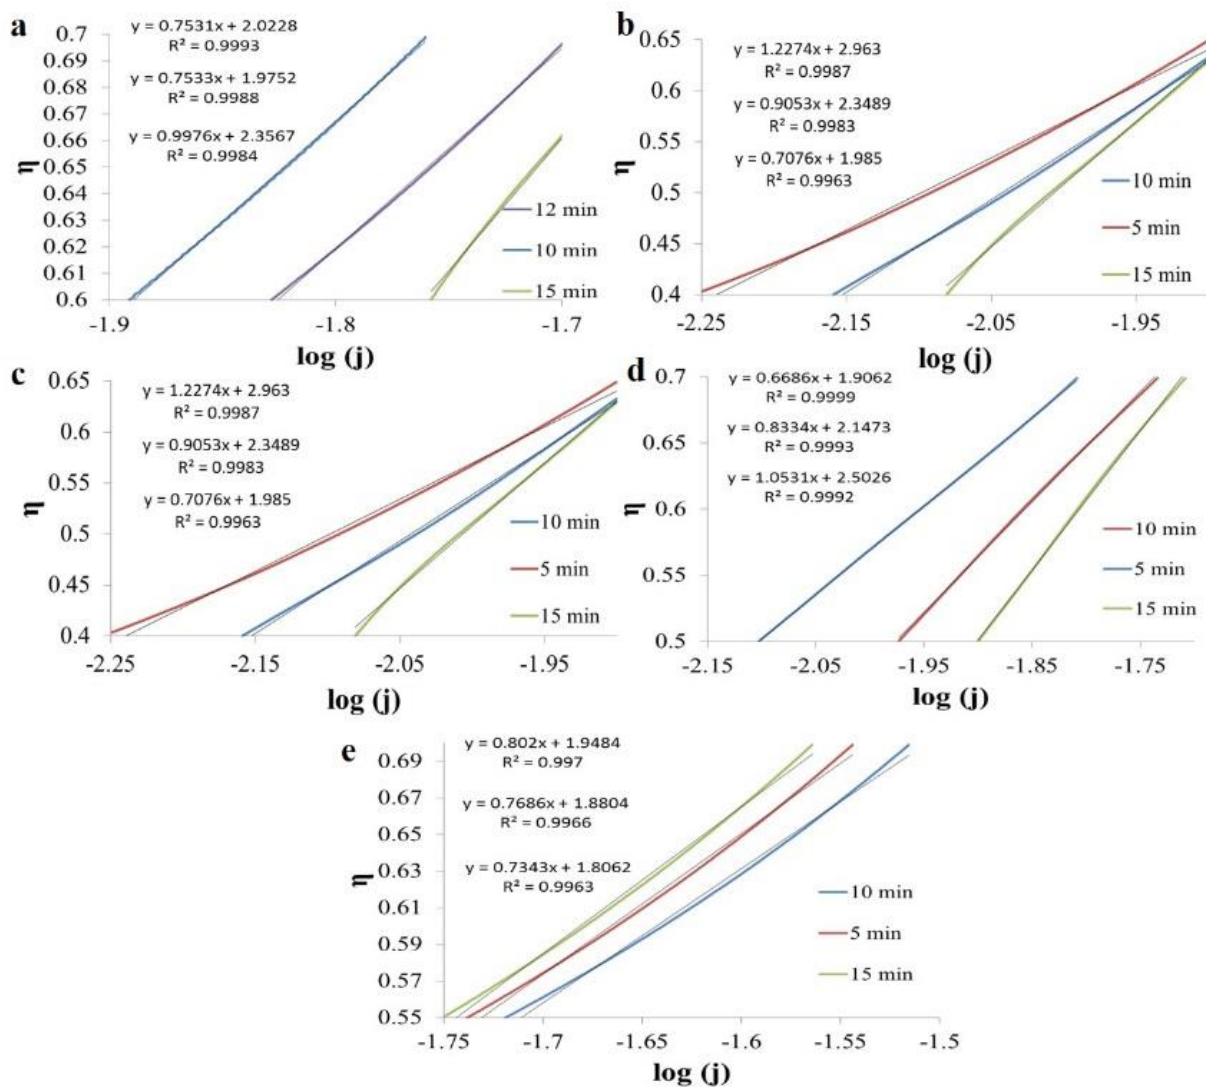 a
y = 0.7531x + 2.0228
R² = 0.9993
y = 0.7533x + 1.9752
R² = 0.9988
y = 0.9976x + 2.3567
R² = 0.9984
0.7
0.69
0.68
0.67
0.66
0.65
0.64
0.63
0.62
0.61
0.6
η
12 min
10 min
15 min
-1.9
-1.8
-1.7
log (j)
b
y = 1.2274x + 2.963
R² = 0.9987
y = 0.9053x + 2.3489
R² = 0.9983
y = 0.7076x + 1.985
R² = 0.9963
0.65
0.6
0.55
0.5
0.45
0.4
η
10 min
5 min
15 min
-2.25
-2.15
-2.05
-1.95
log (j)
c
y = 1.2274x + 2.963
R² = 0.9987
y = 0.9053x + 2.3489
R² = 0.9983
y = 0.7076x + 1.985
R² = 0.9963
0.65
0.6
0.55
0.5
0.45
0.4
η
10 min
5 min
15 min
-2.25
-2.15
-2.05
-1.95
log (j)
d
y = 0.6686x + 1.9062
R² = 0.9999
y = 0.8334x + 2.1473
R² = 0.9993
y = 1.0531x + 2.5026
R² = 0.9992
0.7
0.65
0.6
0.55
0.5
η
10 min
5 min
15 min
-2.15
-2.05
-1.95
-1.85
-1.75
log (j)
e
y = 0.802x + 1.9484
R² = 0.997
y = 0.7686x + 1.8804
R² = 0.9966
y = 0.7343x + 1.8062
R² = 0.9963
0.69
0.67
0.65
0.63
0.61
0.59
0.57
0.55
η
10 min
5 min
15 min
-1.75
-1.7
-1.65
-1.6
-1.55
-1.5
log (j)